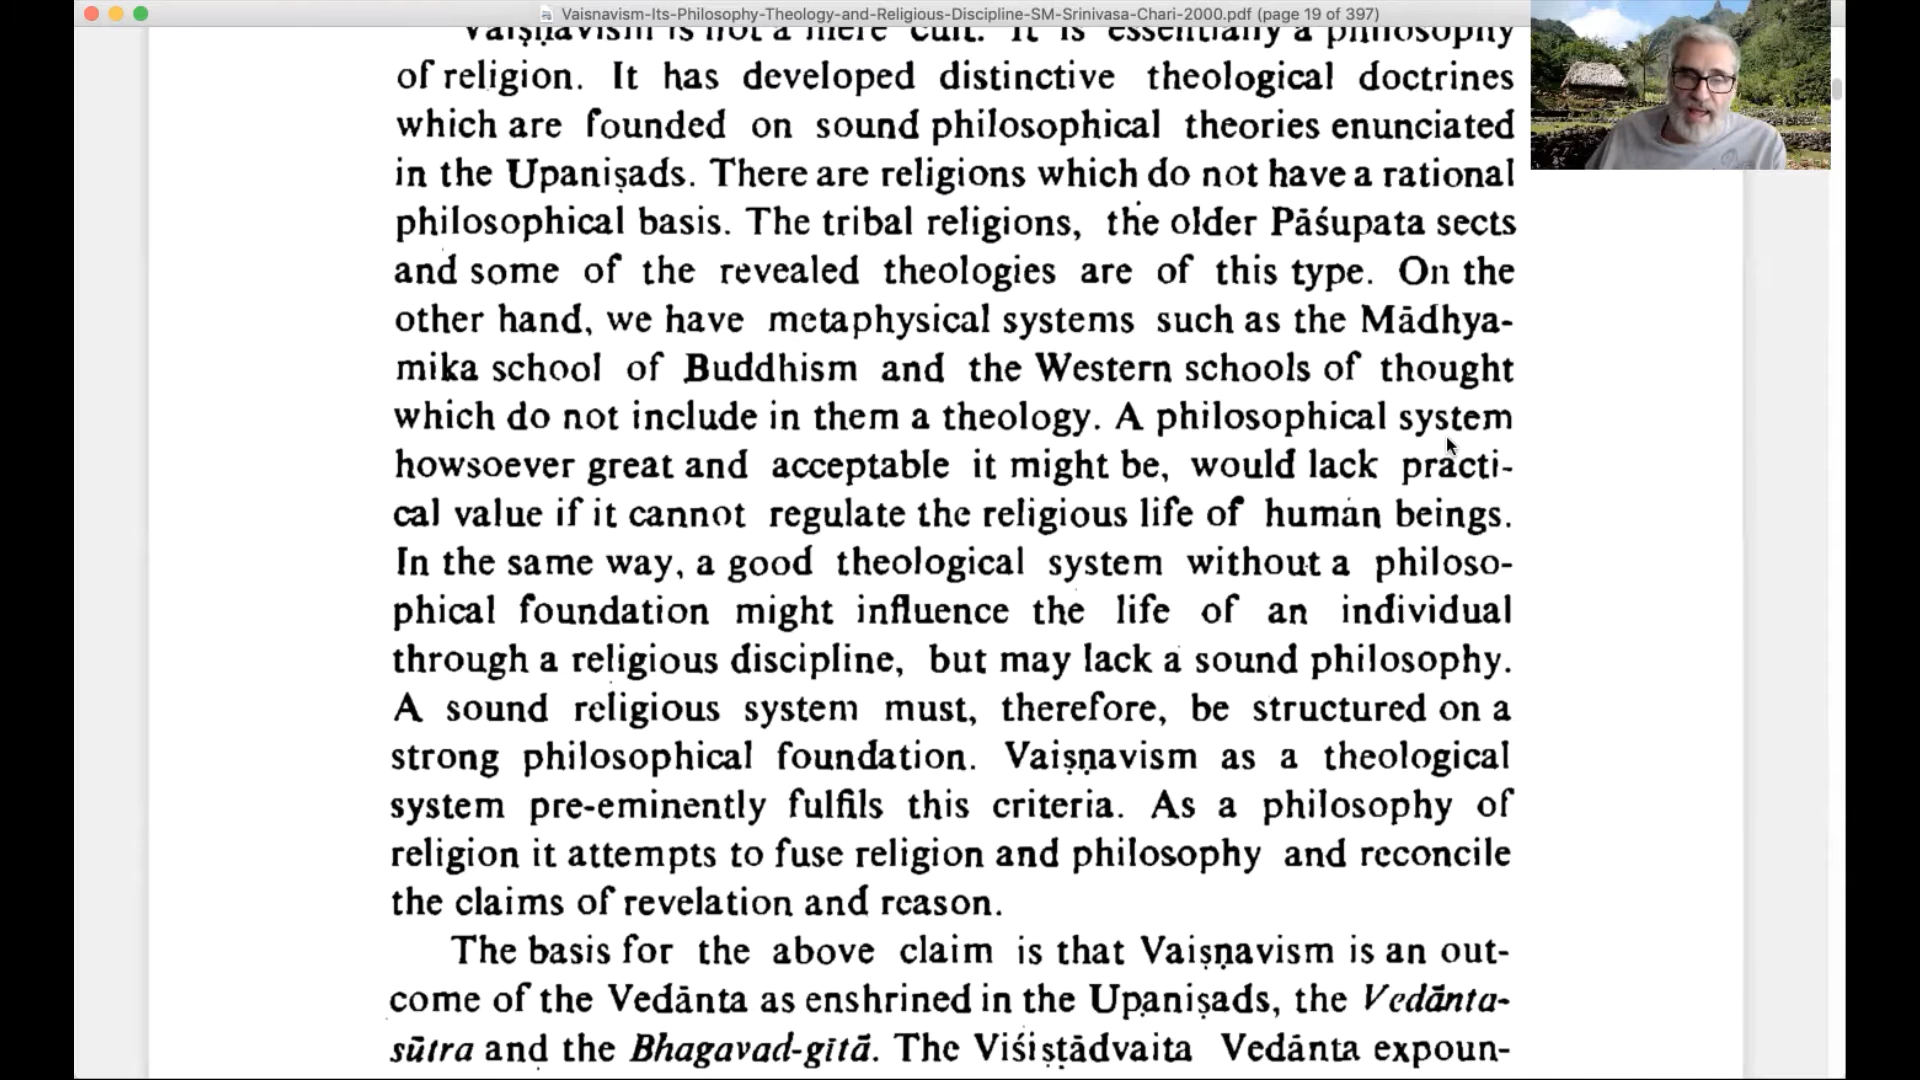 Vaisnavism-Its-Philosophy-Theology-and-Religious-Discipline-SM-Srinivasa-Chari-2000.pdf (page 19 of 397)
Vaiṣṇavism is not a mere cult. It is essentially a philosophy
of religion. It has developed distinctive theological doctrines
which are founded on sound philosophical theories enunciated
in the Upaniṣads. There are religions which do not have a rational
philosophical basis. The tribal religions, the older Pāśupata sects
and some of the revealed theologies are of this type. On the
other hand, we have metaphysical systems such as the Mādhya-
mika school of Buddhism and the Western schools of thought
which do not include in them a theology. A philosophical system
howsoever great and acceptable it might be, would lack practi-
cal value if it cannot regulate the religious life of human beings.
In the same way, a good theological system without a philoso-
phical foundation might influence the life of an individual
through a religious discipline, but may lack a sound philosophy.
A sound religious system must, therefore, be structured on a
strong philosophical foundation. Vaiṣṇavism as a theological
system pre-eminently fulfils this criteria. As a philosophy of
religion it attempts to fuse religion and philosophy and reconcile
the claims of revelation and reason.
The basis for the above claim is that Vaiṣṇavism is an out-
come of the Vedānta as enshrined in the Upaniṣads, the Vedānta-
sūtra and the Bhagavad-gītā. The Viśiṣṭādvaita Vedānta expoun-